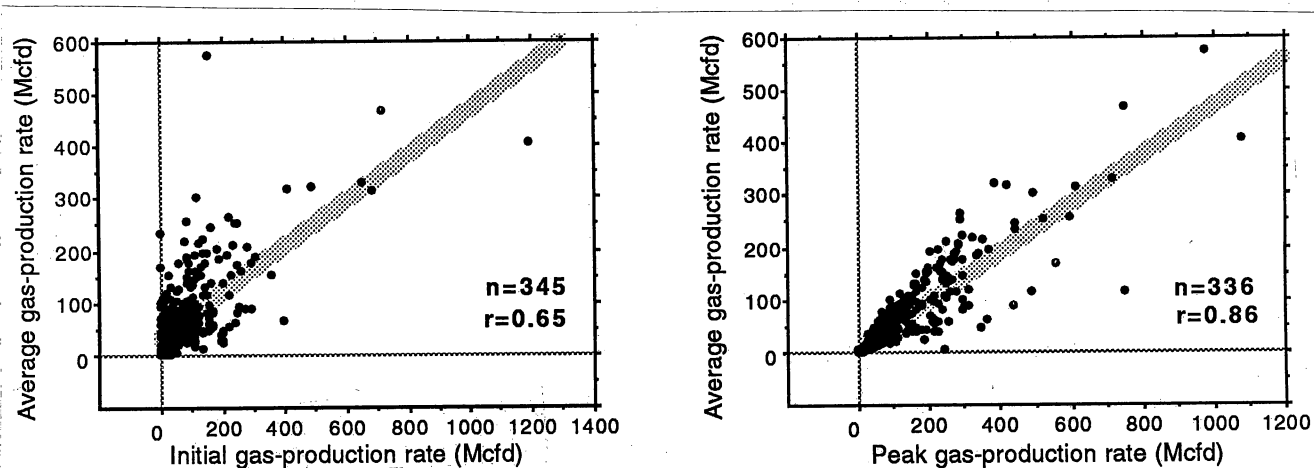 Average gas-production rate (Mcfd)
600
500
400
300
200
100
0
n=345
r=0.65
0 200 400 600 800 1000 1200 1400
Initial gas-production rate (Mcfd)
Average gas-production rate (Mcfd)
600
500
400
300
200
100
0
n=336
r=0.86
0 200 400 600 800 1000 1200
Peak gas-production rate (Mcfd)